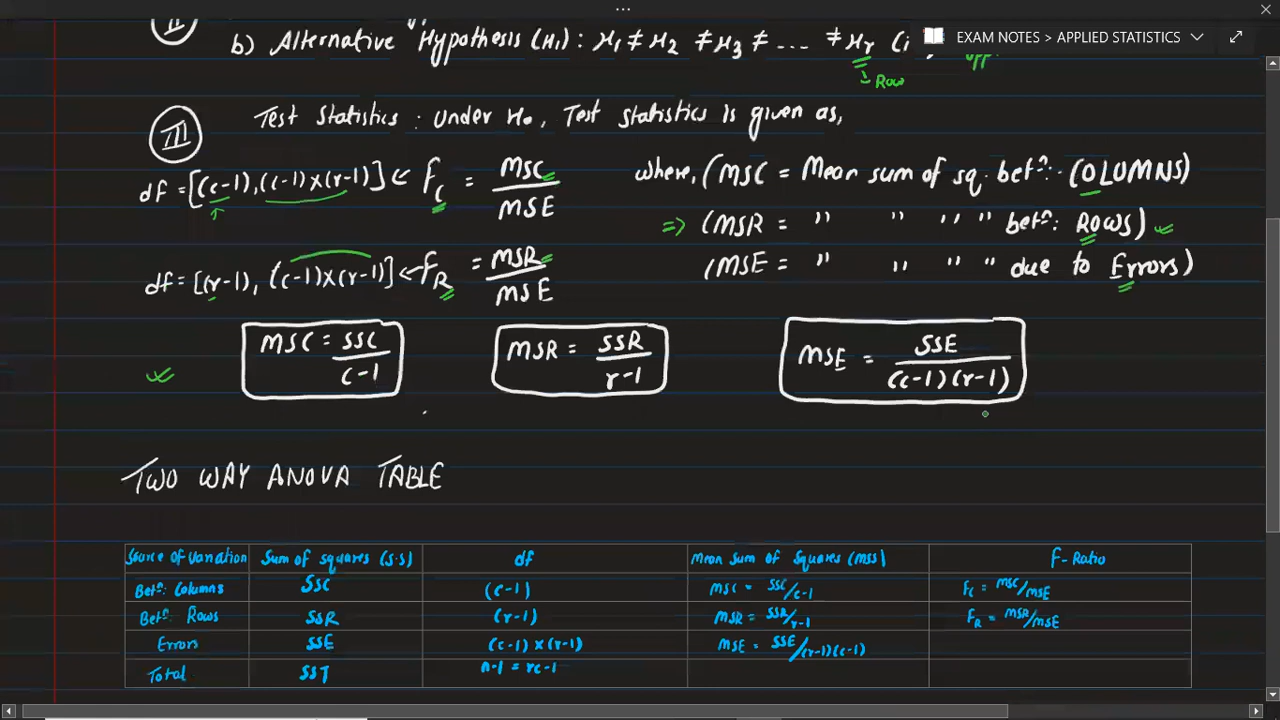 ...
EXAM NOTES > APPLIED STATISTICS
II
b) Alternative Hypothesis (H1) : μ1 ≠ μ2 ≠ μ3 ≠ ... ≠ μr (i
Row
III Test Statistics : Under H0, Test statistics is given as,
df = [(c-1), (c-1)x(r-1)] ← FC = MSC/MSE where, (MSC = Mean sum of sq. betn: COLUMNS)
⇒ (MSR = " " " " betn: ROWS)
df = [(r-1), (c-1)x(r-1)] ← FR = MSR/MSE (MSE = " " " " due to Errors)
MSC = SSC/c-1 MSR = SSR/r-1 MSE = SSE/(c-1)(r-1)
TWO WAY ANOVA TABLE
Source of Variation Sum of squares (S.S) df Mean Sum of Squares (MSS) F-Ratio
Betn: Columns SSC (c-1) MSC = SSC/c-1 FC = MSC/MSE
Betn: Rows SSR (r-1) MSR = SSR/r-1 FR = MSR/MSE
Errors SSE (c-1) x (r-1) MSE = SSE/(r-1)(c-1)
Total SST n-1 = rc-1